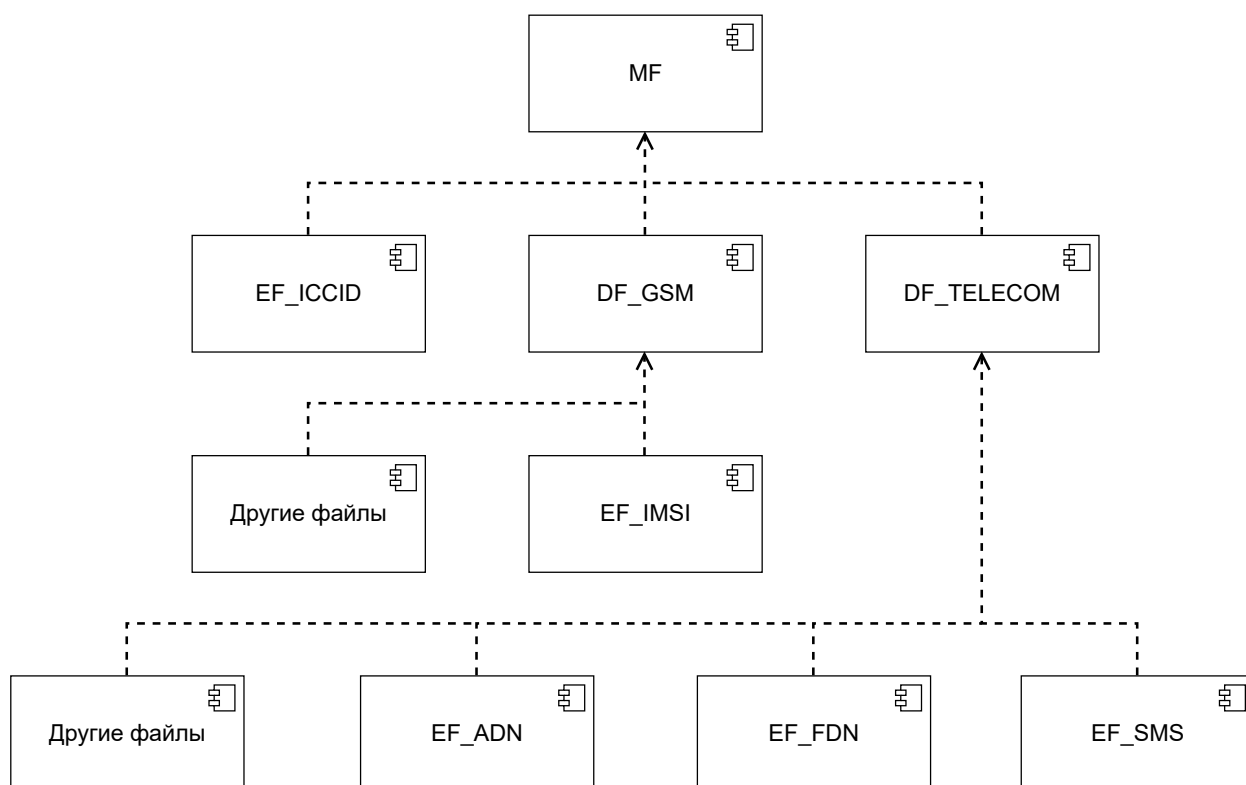 MF
EF_ICCID
DF_GSM
DF_TELECOM
Другие файлы
EF_IMSI
Другие файлы
EF_ADN
EF_FDN
EF_SMS